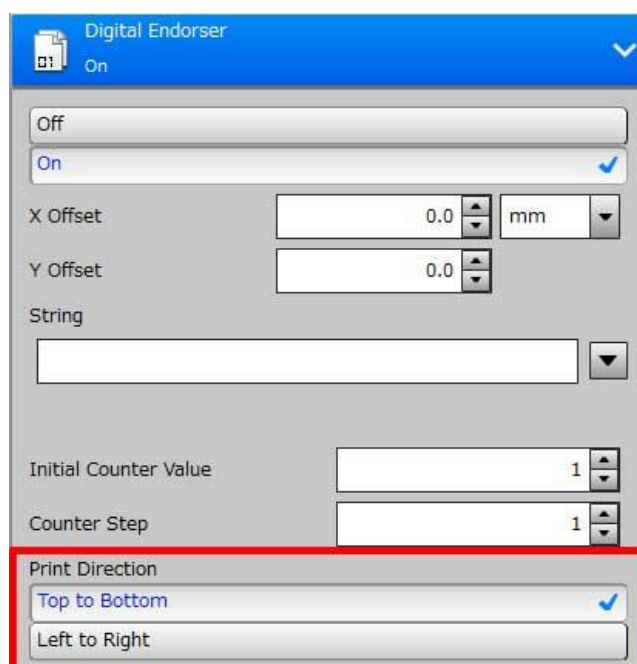 Digital Endorser
01
On
Off
On
X Offset 0.0 mm
Y Offset 0.0
String
Initial Counter Value 1
Counter Step 1
Print Direction
Top to Bottom
Left to Right